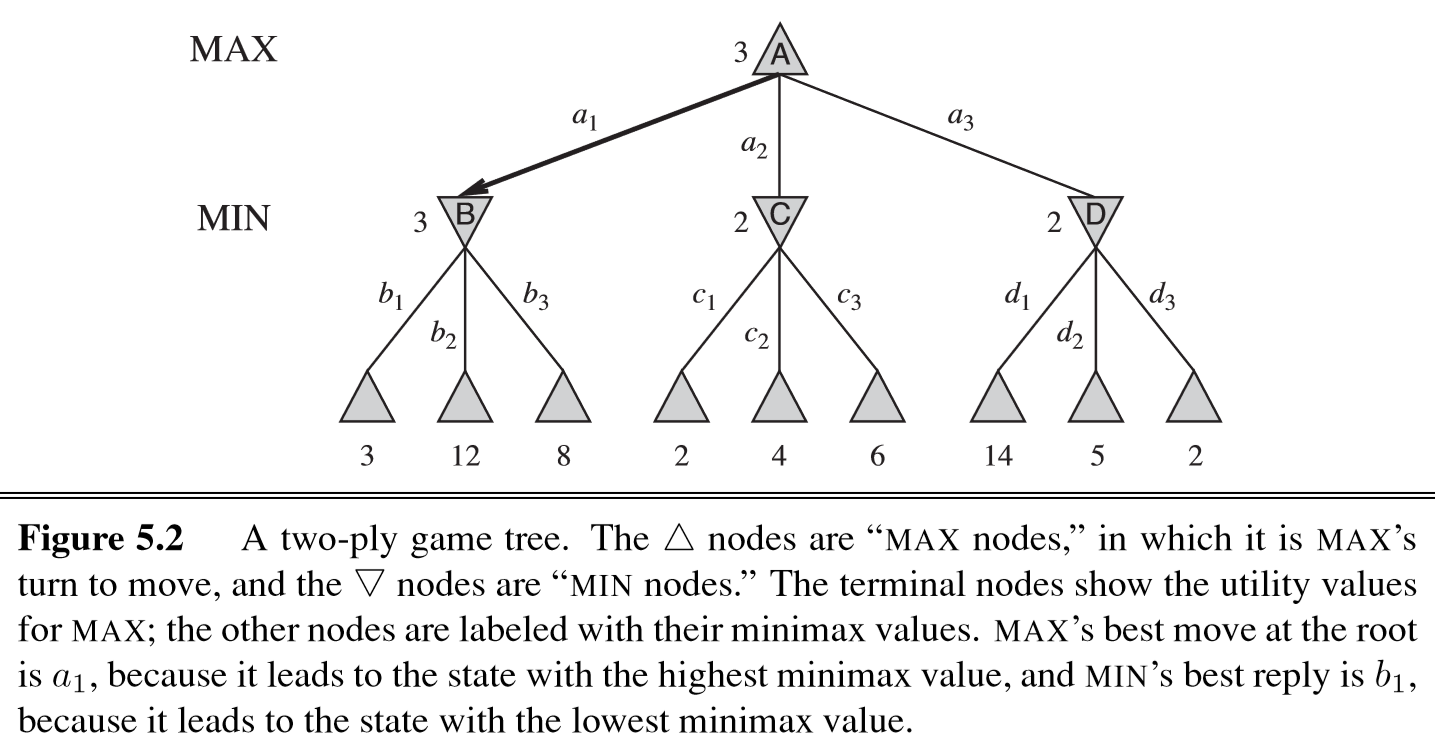 MAX 3 A
a1 a2 a3
MIN 3 B 2 C 2 D
b1 b2 b3 c1 c2 c3 d1 d2 d3
3 12 8 2 4 6 14 5 2
Figure 5.2 A two-ply game tree. The △ nodes are “MAX nodes,” in which it is MAX’s
turn to move, and the ▽ nodes are “MIN nodes.” The terminal nodes show the utility values
for MAX; the other nodes are labeled with their minimax values. MAX’s best move at the root
is a1, because it leads to the state with the highest minimax value, and MIN’s best reply is b1,
because it leads to the state with the lowest minimax value.